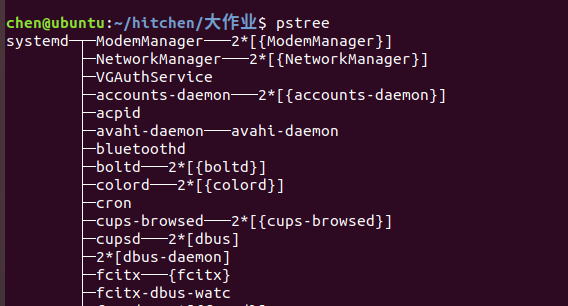 chen@ubuntu:~/hitchen/大作业$ pstree
systemd─┬─ModemManager───2*[{ModemManager}]
        ├─NetworkManager───2*[{NetworkManager}]
        ├─VGAuthService
        ├─accounts-daemon───2*[{accounts-daemon}]
        ├─acpid
        ├─avahi-daemon───avahi-daemon
        ├─bluetoothd
        ├─boltd───2*[{boltd}]
        ├─colord───2*[{colord}]
        ├─cron
        ├─cups-browsed───2*[{cups-browsed}]
        ├─cupsd───2*[dbus]
        ├─2*[dbus-daemon]
        ├─fcitx───{fcitx}
        ├─fcitx-dbus-watc